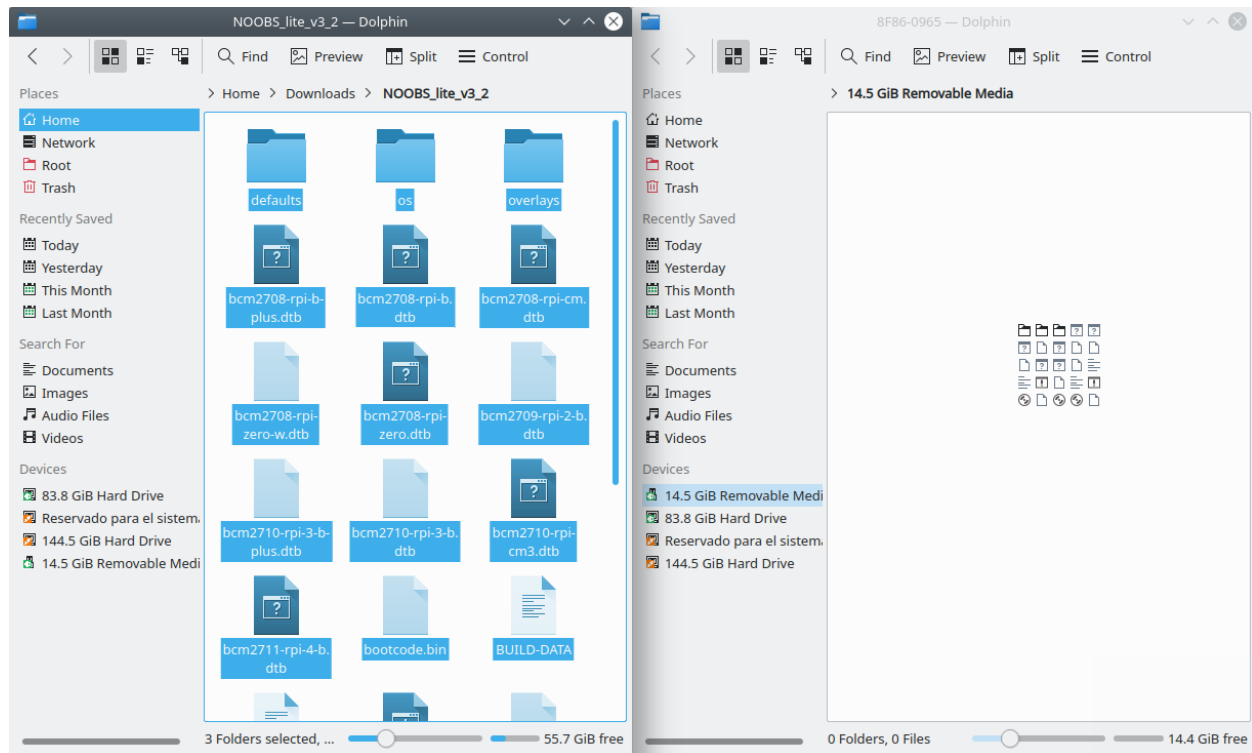 NOOBS_lite_v3_2 — Dolphin
Find Preview Split Control
Places
Home
Network
Root
Trash
Recently Saved
Today
Yesterday
This Month
Last Month
Search For
Documents
Images
Audio Files
Videos
Devices
83.8 GiB Hard Drive
Reservado para el sistem
144.5 GiB Hard Drive
14.5 GiB Removable Medi
> Home > Downloads > NOOBS_lite_v3_2
defaults os overlays
bcm2708-rpi-b- bcm2708-rpi-b. bcm2708-rpi-cm.
plus.dtb dtb dtb
bcm2708-rpi- bcm2708-rpi- bcm2709-rpi-2-b.
zero-w.dtb zero.dtb dtb
bcm2710-rpi-3-b- bcm2710-rpi-3-b. bcm2710-rpi-
plus.dtb dtb cm3.dtb
bcm2711-rpi-4-b. bootcode.bin BUILD-DATA
dtb
3 Folders selected, ... 55.7 GiB free
8F86-0965 — Dolphin
Find Preview Split Control
Places
Home
Network
Root
Trash
Recently Saved
Today
Yesterday
This Month
Last Month
Search For
Documents
Images
Audio Files
Videos
Devices
14.5 GiB Removable Medi
83.8 GiB Hard Drive
Reservado para el sistem
144.5 GiB Hard Drive
> 14.5 GiB Removable Media
0 Folders, 0 Files 14.4 GiB free